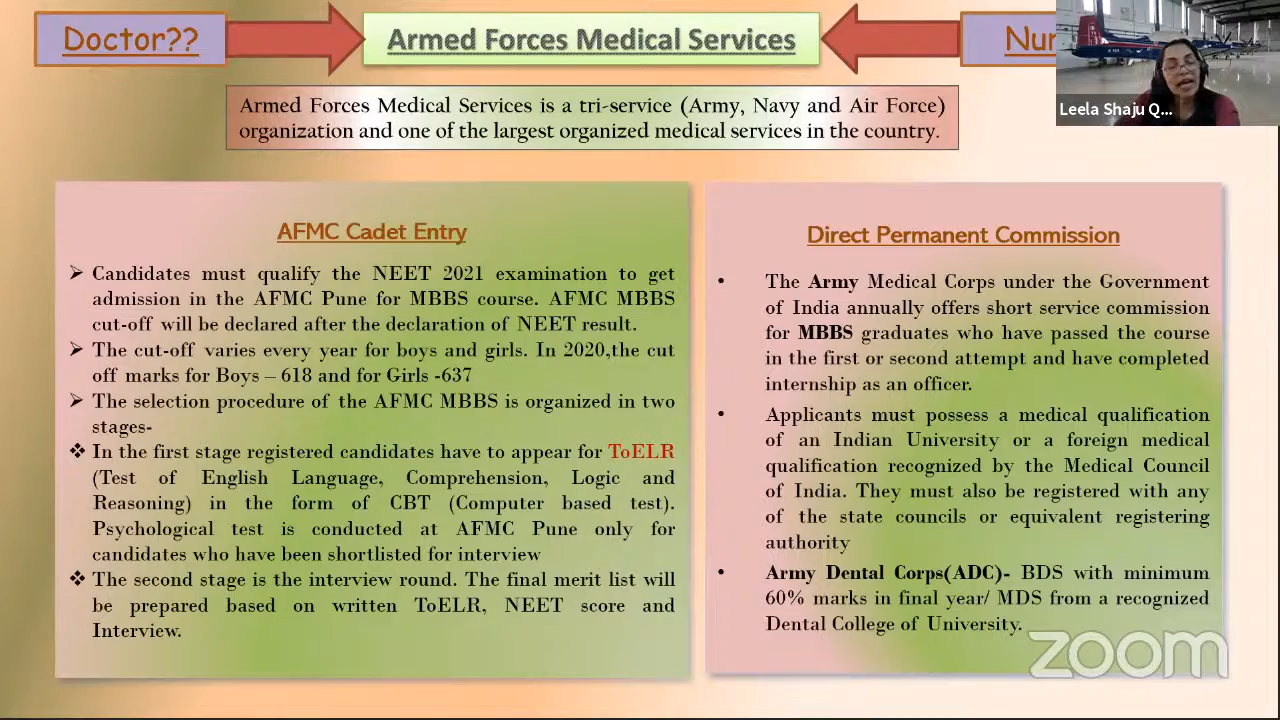 Doctor??
Armed Forces Medical Services
Nur
Leela Shaju Q...
Armed Forces Medical Services is a tri-service (Army, Navy and Air Force)
organization and one of the largest organized medical services in the country.
AFMC Cadet Entry
➢ Candidates must qualify the NEET 2021 examination to get
admission in the AFMC Pune for MBBS course. AFMC MBBS
cut-off will be declared after the declaration of NEET result.
➢ The cut-off varies every year for boys and girls. In 2020,the cut
off marks for Boys – 618 and for Girls -637
➢ The selection procedure of the AFMC MBBS is organized in two
stages-
❖ In the first stage registered candidates have to appear for ToELR
(Test of English Language, Comprehension, Logic and
Reasoning) in the form of CBT (Computer based test).
Psychological test is conducted at AFMC Pune only for
candidates who have been shortlisted for interview
❖ The second stage is the interview round. The final merit list will
be prepared based on written ToELR, NEET score and
Interview.
Direct Permanent Commission
• The Army Medical Corps under the Government
of India annually offers short service commission
for MBBS graduates who have passed the course
in the first or second attempt and have completed
internship as an officer.
• Applicants must possess a medical qualification
of an Indian University or a foreign medical
qualification recognized by the Medical Council
of India. They must also be registered with any
of the state councils or equivalent registering
authority
• Army Dental Corps(ADC)- BDS with minimum
60% marks in final year/ MDS from a recognized
Dental College of University.
zoom